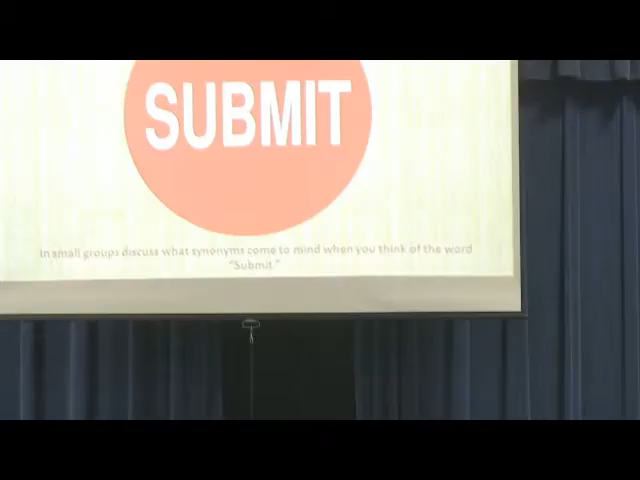 SUBMIT
In small groups discuss what synonyms come to mind when you think of the word
"Submit."